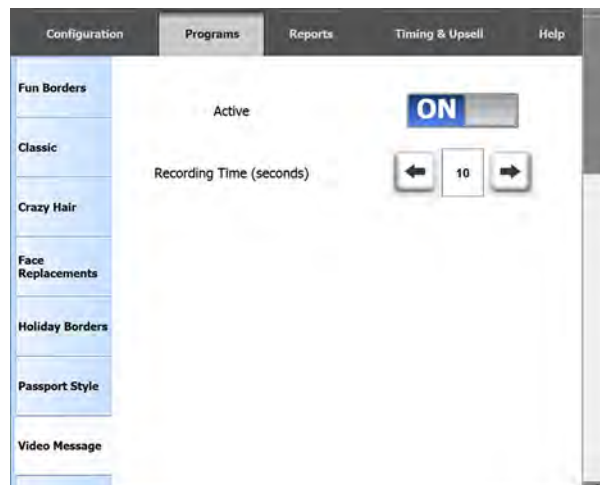 Configuration Programs Reports Timing & Upsell Help
Fun Borders
Active ON
Classic
Recording Time (seconds) 10
Crazy Hair
Face
Replacements
Holiday Borders
Passport Style
Video Message